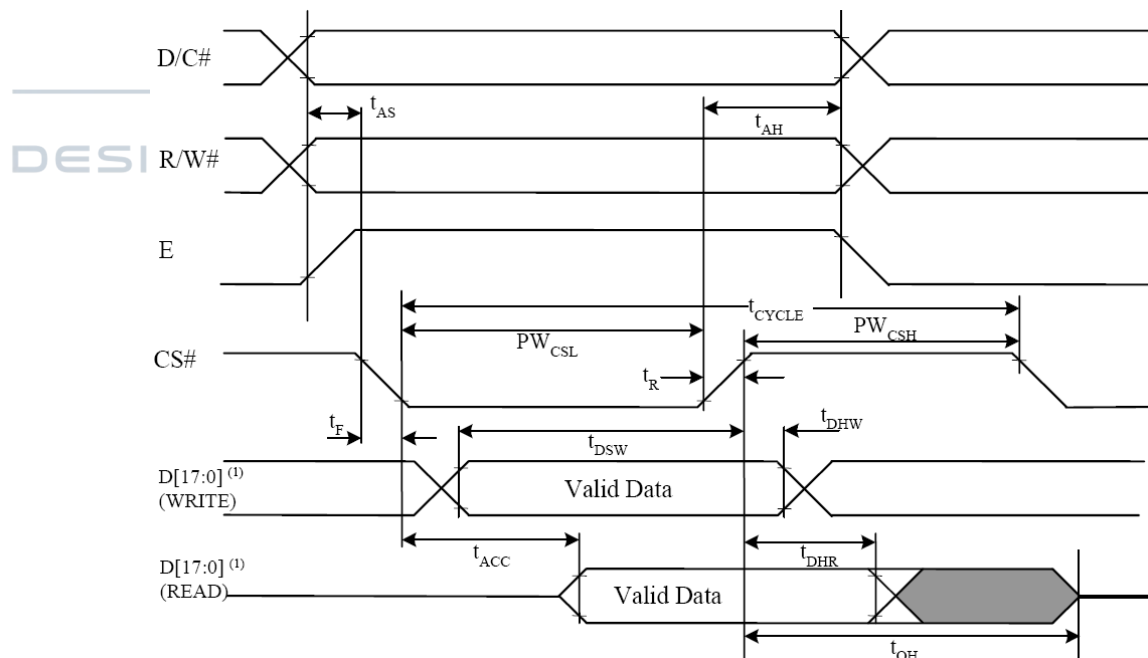 D/C#
tAS
tAH
DESI
R/W#
E
tCYCLE
PWCSL
PWCSH
CS#
tR
tF
tDHW
tDSW
D[17:0] (1)
(WRITE)
Valid Data
tACC
tDHR
D[17:0] (1)
(READ)
Valid Data
tOH